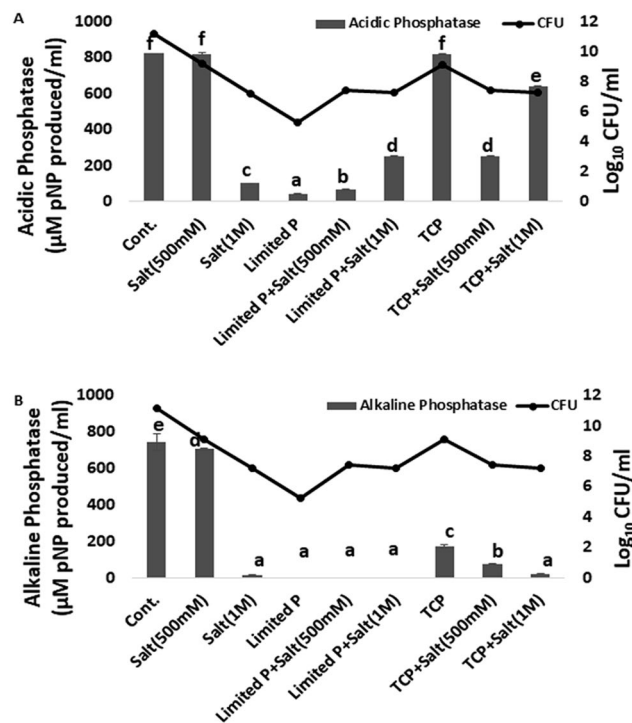 A
Acidic Phosphatase
(µM pNP produced/ml)
1000
800
600
400
200
0
Acidic Phosphatase
CFU
12
10
8
6
4
2
0
Log10 CFU/ml
f
f
c
a
b
d
f
d
e
Cont.
Salt(500mM)
Salt(1M)
Limited P
Limited P+Salt(500mM)
Limited P+Salt(1M)
TCP
TCP+Salt(500mM)
TCP+Salt(1M)
B
Alkaline Phosphatase
(µM pNP produced/ml)
1000
800
600
400
200
0
Alkaline Phosphatase
CFU
12
10
8
6
4
2
0
Log10 CFU/ml
e
d
a
a
a
a
c
b
a
Cont.
Salt(500mM)
Salt(1M)
Limited P
Limited P+Salt(500mM)
Limited P+Salt(1M)
TCP
TCP+Salt(500mM)
TCP+Salt(1M)